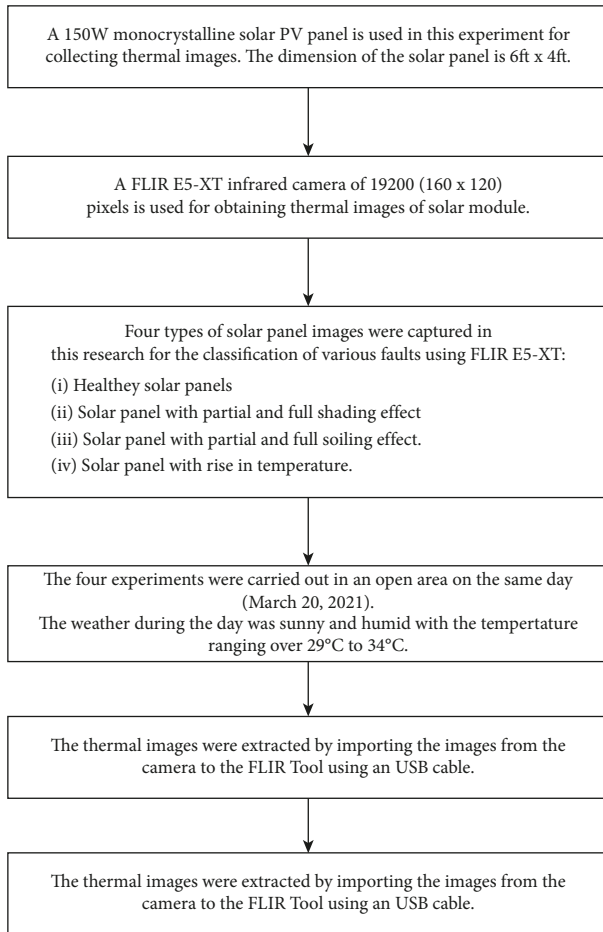 A 150W monocrystalline solar PV panel is used in this experiment for
collecting thermal images. The dimension of the solar panel is 6ft x 4ft.
A FLIR E5-XT infrared camera of 19200 (160 x 120)
pixels is used for obtaining thermal images of solar module.
Four types of solar panel images were captured in
this research for the classification of various faults using FLIR E5-XT:
(i) Healthey solar panels
(ii) Solar panel with partial and full shading effect
(iii) Solar panel with partial and full soiling effect.
(iv) Solar panel with rise in temperature.
The four experiments were carried out in an open area on the same day
(March 20, 2021).
The weather during the day was sunny and humid with the tempertature
ranging over 29°C to 34°C.
The thermal images were extracted by importing the images from the
camera to the FLIR Tool using an USB cable.
The thermal images were extracted by importing the images from the
camera to the FLIR Tool using an USB cable.